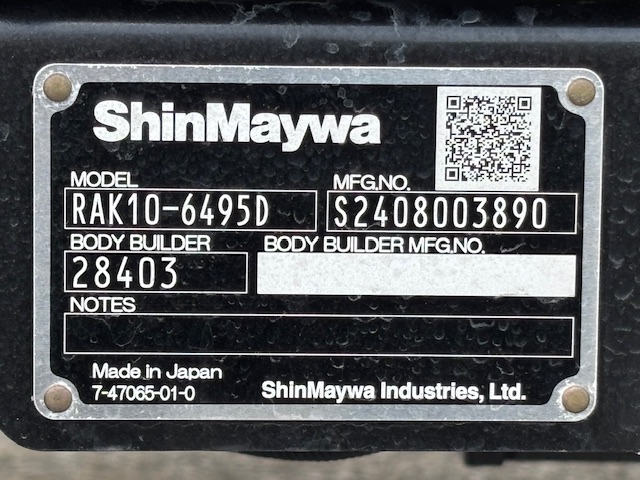 ShinMaywa
MODEL MFG.NO.
RAK10-6495D S2408003890
BODY BUILDER BODY BUILDER MFG.NO.
28403
NOTES
Made in Japan
7-47065-01-0 ShinMaywa Industries, Ltd.